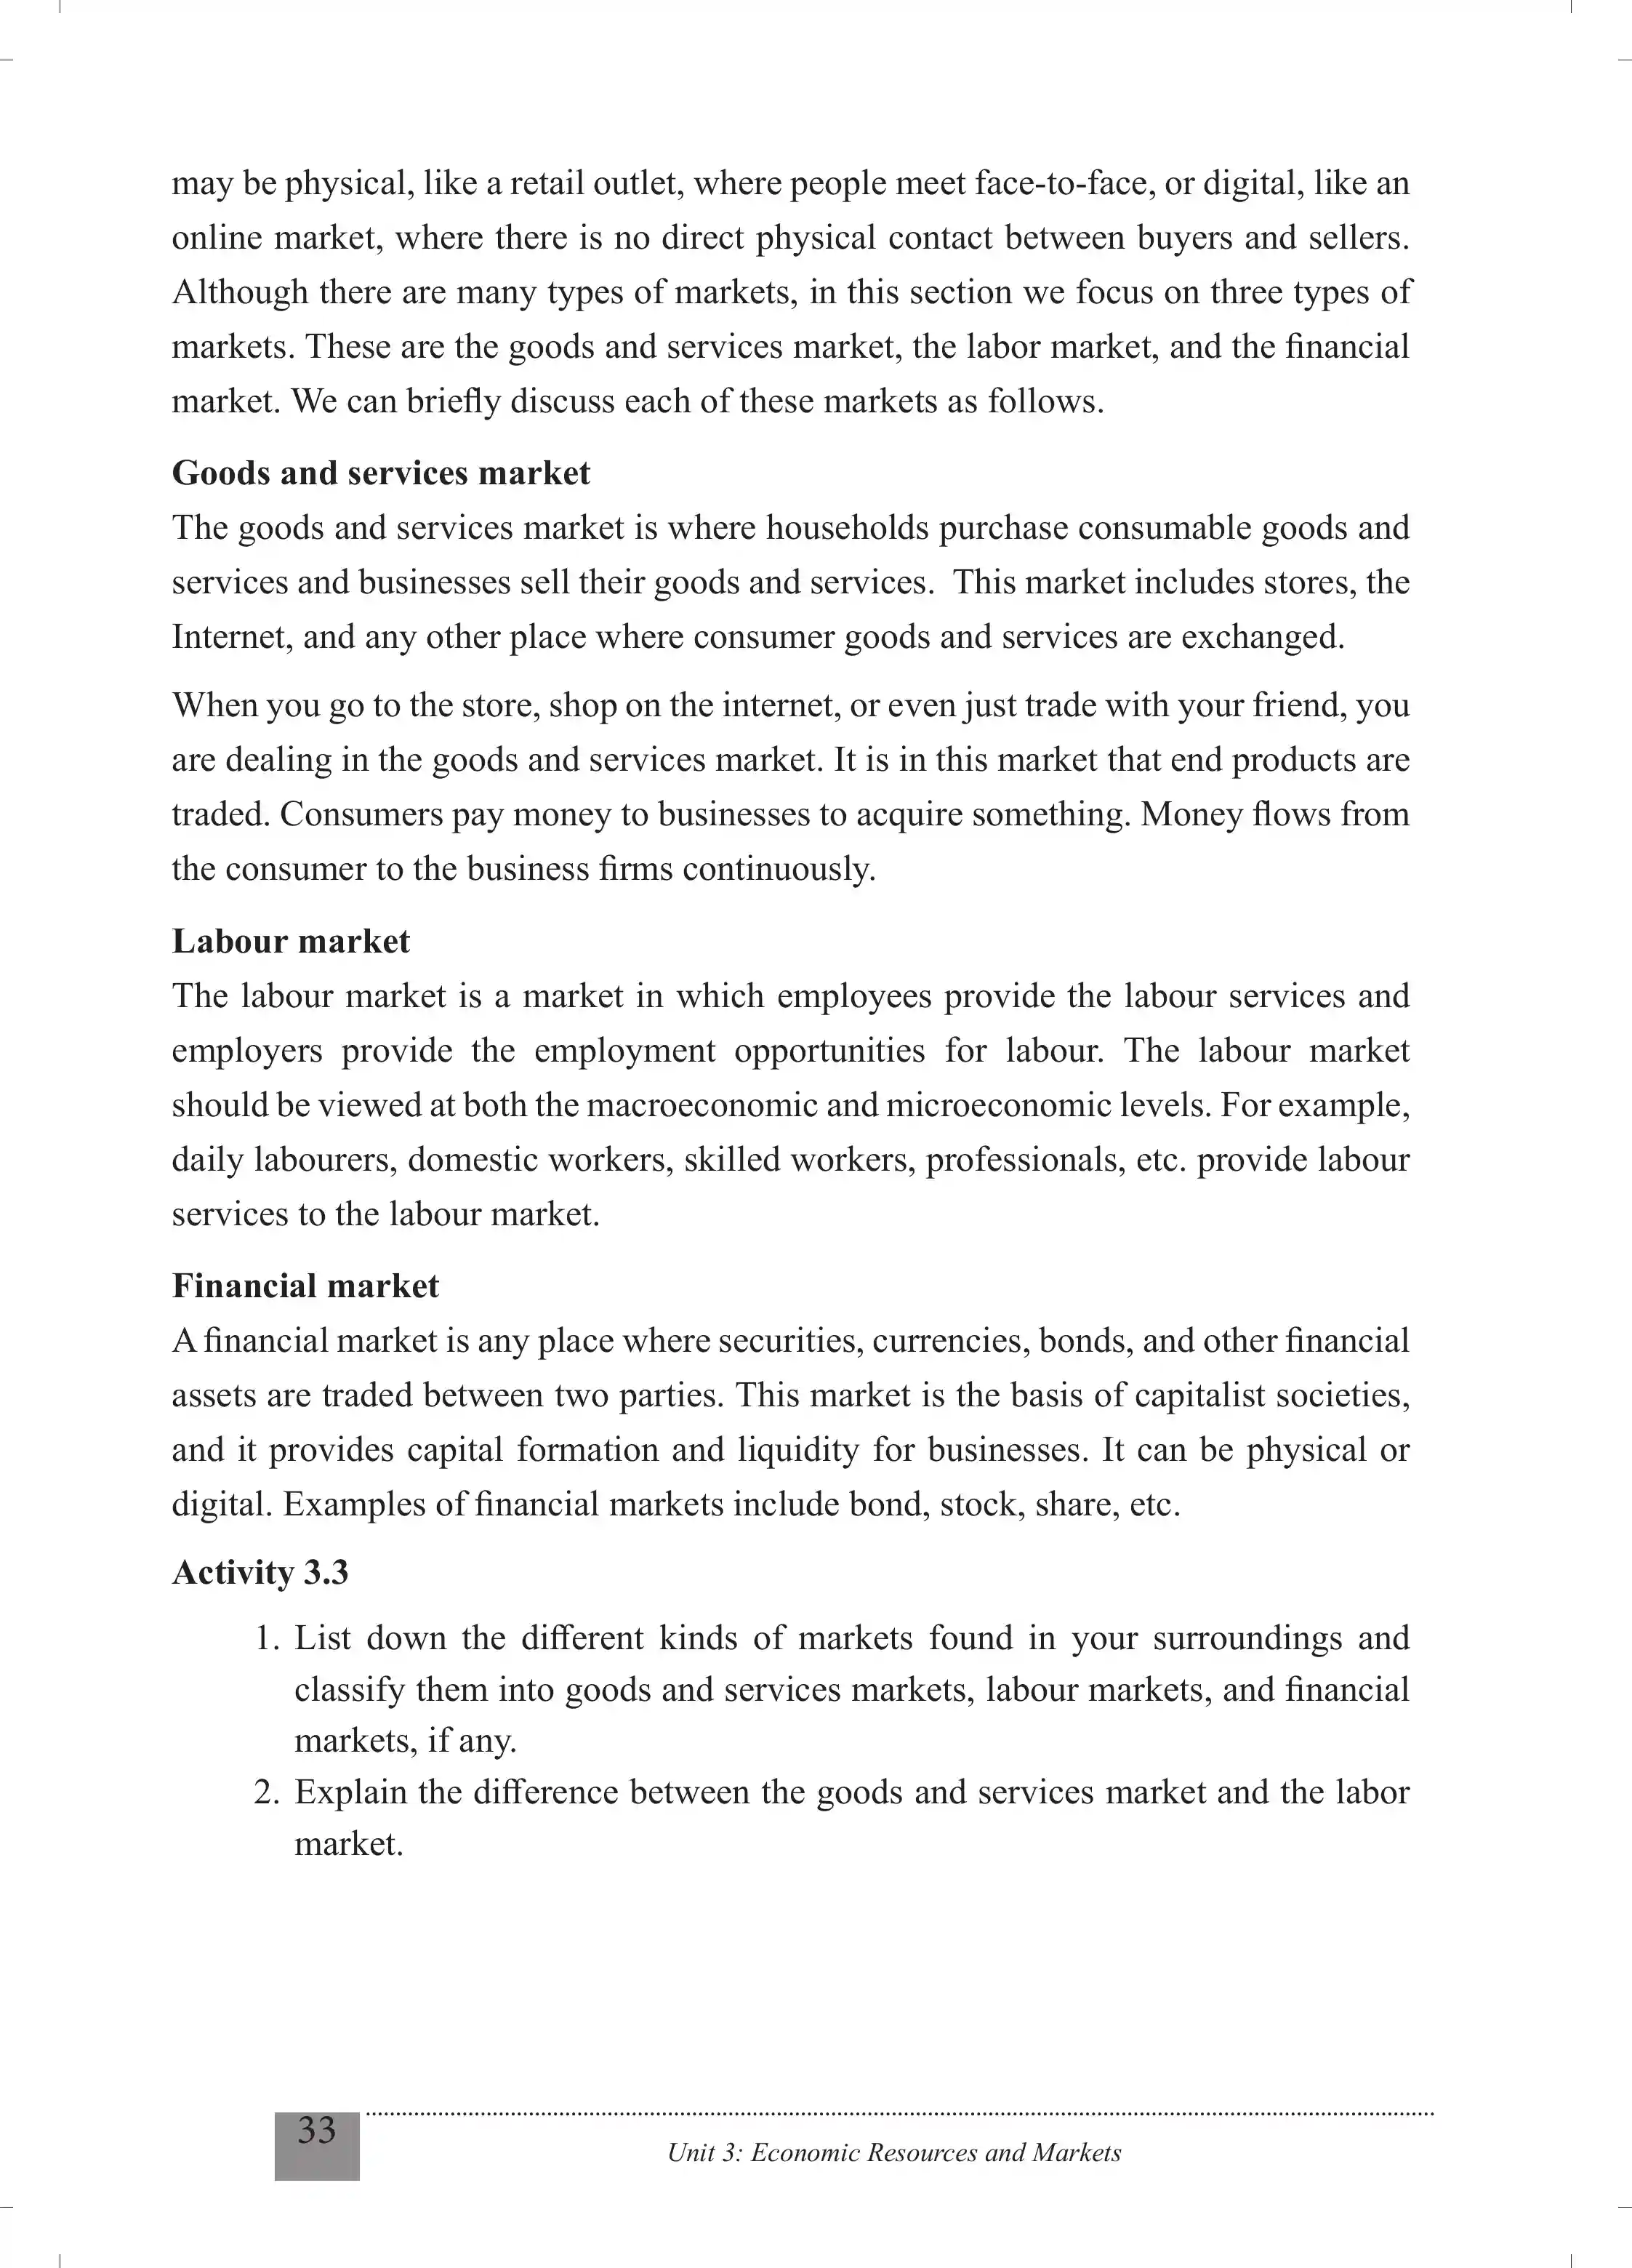 may be physical, like a retail outlet, where people meet face-to-face, or digital, like an
online market, where there is no direct physical contact between buyers and sellers.
Although there are many types of markets, in this section we focus on three types of
markets. These are the goods and services market, the labor market, and the financial
market. We can briefly discuss each of these markets as follows.
Goods and services market
The goods and services market is where households purchase consumable goods and
services and businesses sell their goods and services.  This market includes stores, the
Internet, and any other place where consumer goods and services are exchanged.
When you go to the store, shop on the internet, or even just trade with your friend, you
are dealing in the goods and services market. It is in this market that end products are
traded. Consumers pay money to businesses to acquire something. Money flows from
the consumer to the business firms continuously.
Labour market
The labour market is a market in which employees provide the labour services and
employers provide the employment opportunities for labour. The labour market
should be viewed at both the macroeconomic and microeconomic levels. For example,
daily labourers, domestic workers, skilled workers, professionals, etc. provide labour
services to the labour market.
Financial market
A financial market is any place where securities, currencies, bonds, and other financial
assets are traded between two parties. This market is the basis of capitalist societies,
and it provides capital formation and liquidity for businesses. It can be physical or
digital. Examples of financial markets include bond, stock, share, etc.
Activity 3.3
1. List down the different kinds of markets found in your surroundings and
classify them into goods and services markets, labour markets, and financial
markets, if any.
2. Explain the difference between the goods and services market and the labor
market.
33
Unit 3: Economic Resources and Markets